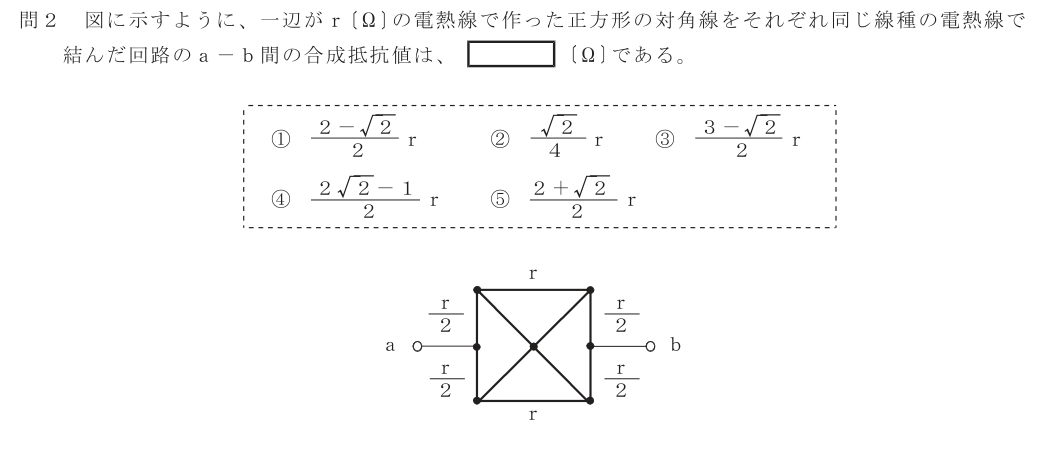 問２　図に示すように、一辺がｒ〔Ω〕の電熱線で作った正方形の対角線をそれぞれ同じ線種の電熱線で
結んだ回路のａ－ｂ間の合成抵抗値は、　　　　〔Ω〕である。
① (2－√2)/2 r　② √2/4 r　③ (3－√2)/2 r
④ (2√2－1)/2 r　⑤ (2＋√2)/2 r
r
r/2　r/2
a　b
r/2　r/2
r